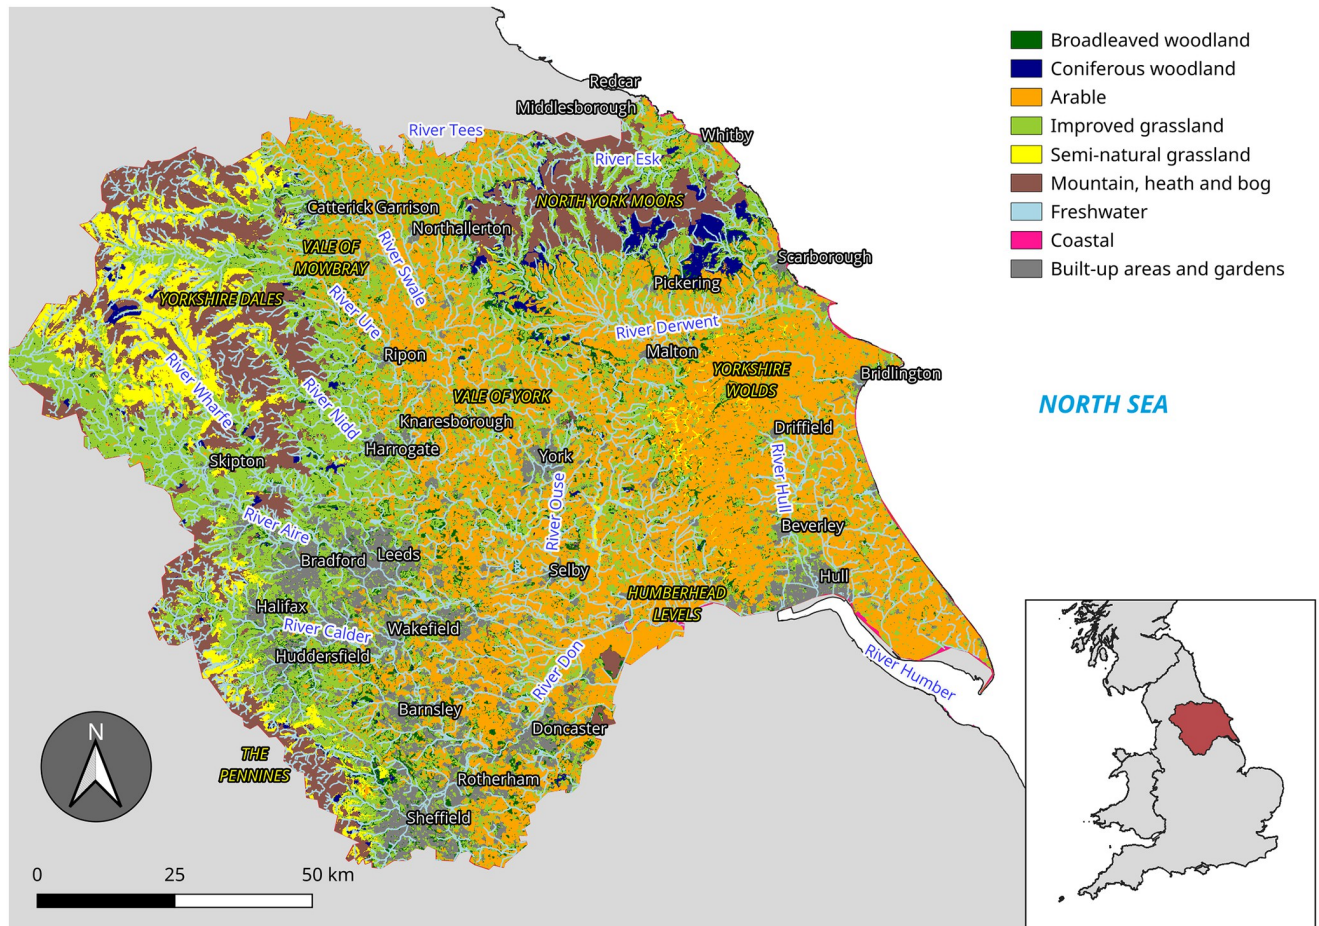 Broadleaved woodland
Coniferous woodland
Arable
Improved grassland
Semi-natural grassland
Mountain, heath and bog
Freshwater
Coastal
Built-up areas and gardens
Redcar
Middlesborough
River Tees
Whitby
River Esk
NORTH YORK MOORS
Catterick Garrison
Northallerton
VALE OF
MOWBRAY
River Swale
Scarborough
Pickering
YORKSHIRE DALES
River Ure
River Derwent
Ripon
Malton
YORKSHIRE
WOLDS
Bridlington
River Wharfe
River Nidd
VALE OF YORK
NORTH SEA
Knaresborough
Driffield
Harrogate
Skipton
York
River Hull
River Ouse
River Aire
Beverley
Bradford
Leeds
Selby
Hull
HUMBERHEAD
LEVELS
Halifax
River Calder
Wakefield
Huddersfield
River Don
River Humber
Barnsley
Doncaster
N
THE
PENNINES
Rotherham
Sheffield
0 25 50 km